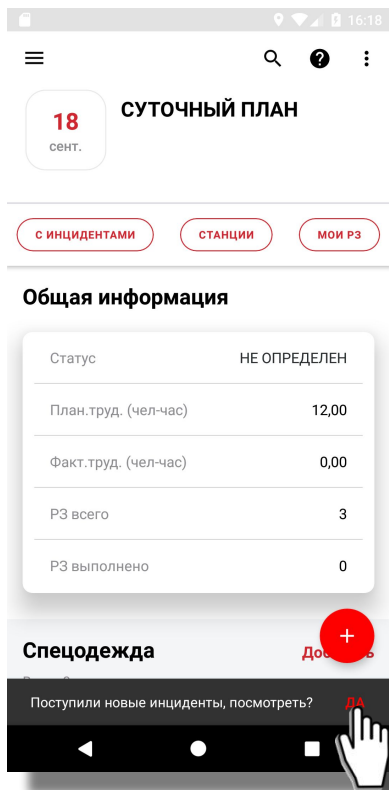 16:18
18
сент.
СУТОЧНЫЙ ПЛАН
С ИНЦИДЕНТАМИ СТАНЦИИ МОИ РЗ
Общая информация
Статус НЕ ОПРЕДЕЛЕН
План.труд. (чел-час) 12,00
Факт.труд. (чел-час) 0,00
РЗ всего 3
РЗ выполнено 0
Спецодежда
Поступили новые инциденты, посмотреть? ДА